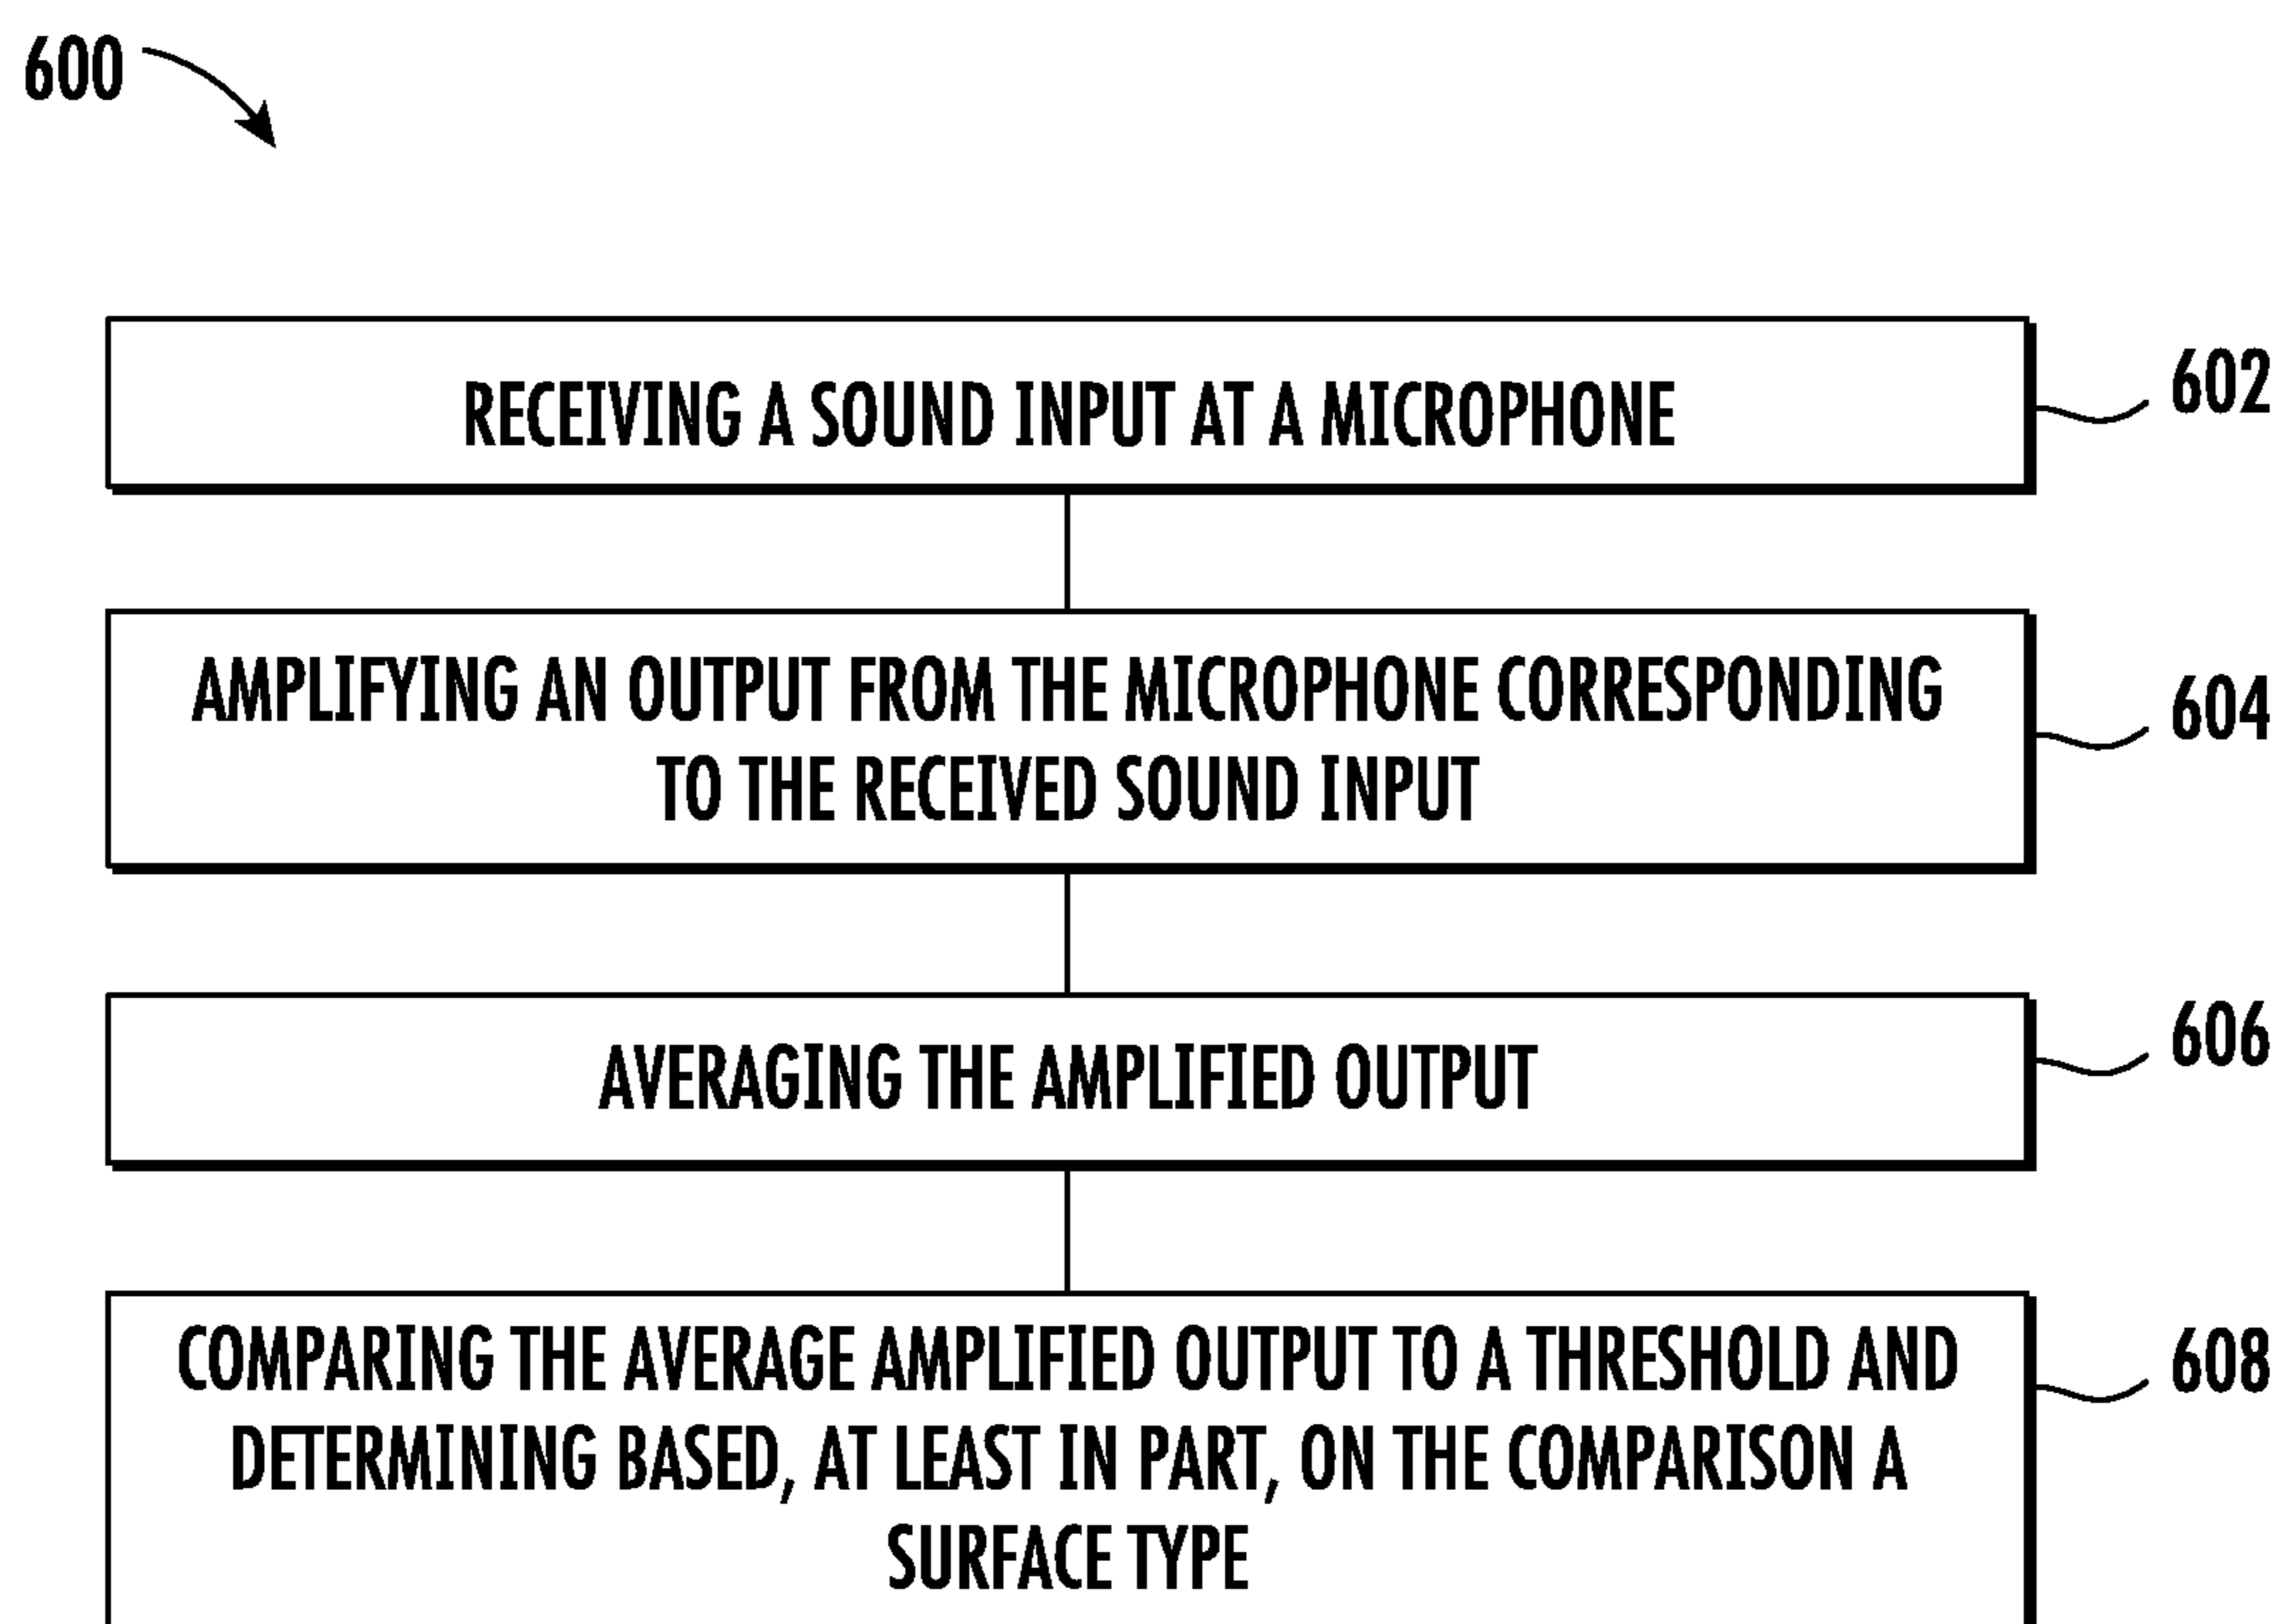 600
RECEIVING A SOUND INPUT AT A MICROPHONE
602
AMPLIFYING AN OUTPUT FROM THE MICROPHONE CORRESPONDING
TO THE RECEIVED SOUND INPUT
604
AVERAGING THE AMPLIFIED OUTPUT
606
COMPARING THE AVERAGE AMPLIFIED OUTPUT TO A THRESHOLD AND
DETERMINING BASED, AT LEAST IN PART, ON THE COMPARISON A
SURFACE TYPE
608